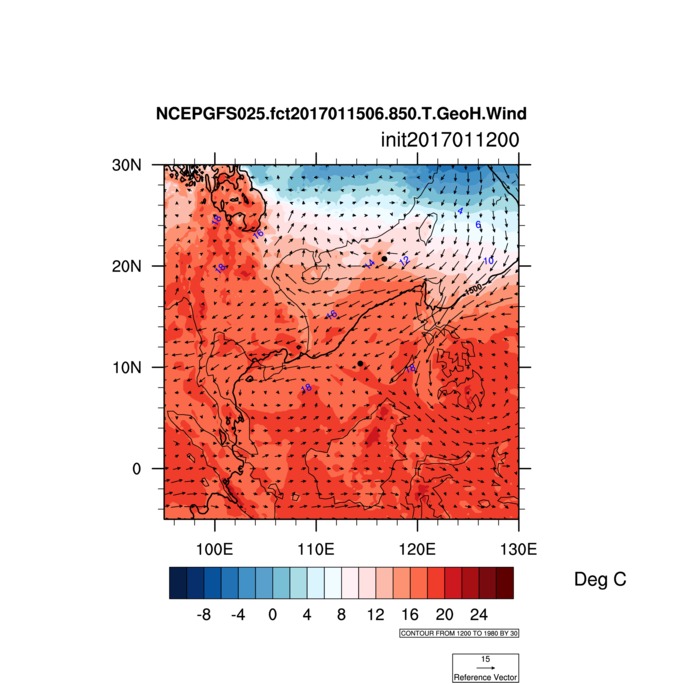 NCEPGFS025.fct2017011506.850.T.GeoH.Wind
init2017011200
30N
20N
10N
0
100E 110E 120E 130E
18
16
18
14
12
10
4
6
1500
16
18
18
-8 -4 0 4 8 12 16 20 24
Deg C
CONTOUR FROM 1200 TO 1980 BY 30
15
Reference Vector